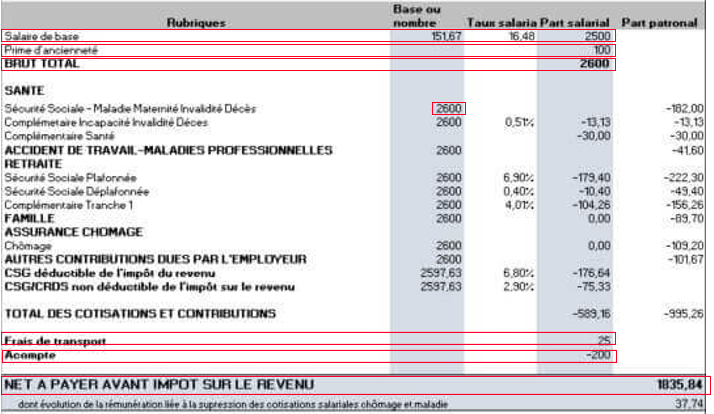 Rubriques Base ou nombre Taux salaria Part salarial Part patronal
Salaire de base 151,67 16,48 2500
Prime d'ancienneté 100
BRUT TOTAL 2600
SANTE
Sécurité Sociale - Maladie Maternité Invalidité Décès 2600 -182,00
Complémetaire Incapacité Invalidité Déces 2600 0,51% -13,13 -13,13
Complémentaire Santé -30,00 -30,00
ACCIDENT DE TRAVAIL-MALADIES PROFESSIONNELLES 2600 -41,60
RETRAITE
Sécurité Sociale Plafonnée 2600 6,90% -179,40 -222,30
Sécurité Sociale Déplafonnée 2600 0,40% -10,40 -49,40
Complémentaire Tranche 1 2600 4,01% -104,26 -156,26
FAMILLE 2600 0,00 -89,70
ASSURANCE CHOMAGE
Chômage 2600 0,00 -109,20
AUTRES CONTRIBUTIONS DUES PAR L'EMPLOYEUR 2600 -101,67
CSG déductible de l'impôt du revenu 2597,63 6,80% -176,64
CSG/CRDS non déductible de l'impôt sur le revenu 2597,63 2,90% -75,33
TOTAL DES COTISATIONS ET CONTRIBUTIONS -589,16 -995,26
Frais de transport 25
Acompte -200
NET A PAYER AVANT IMPOT SUR LE REVENU 1835,84
dont évolution de la rémunération liée à la supression des cotisations salariales chômage et maladie 37,74